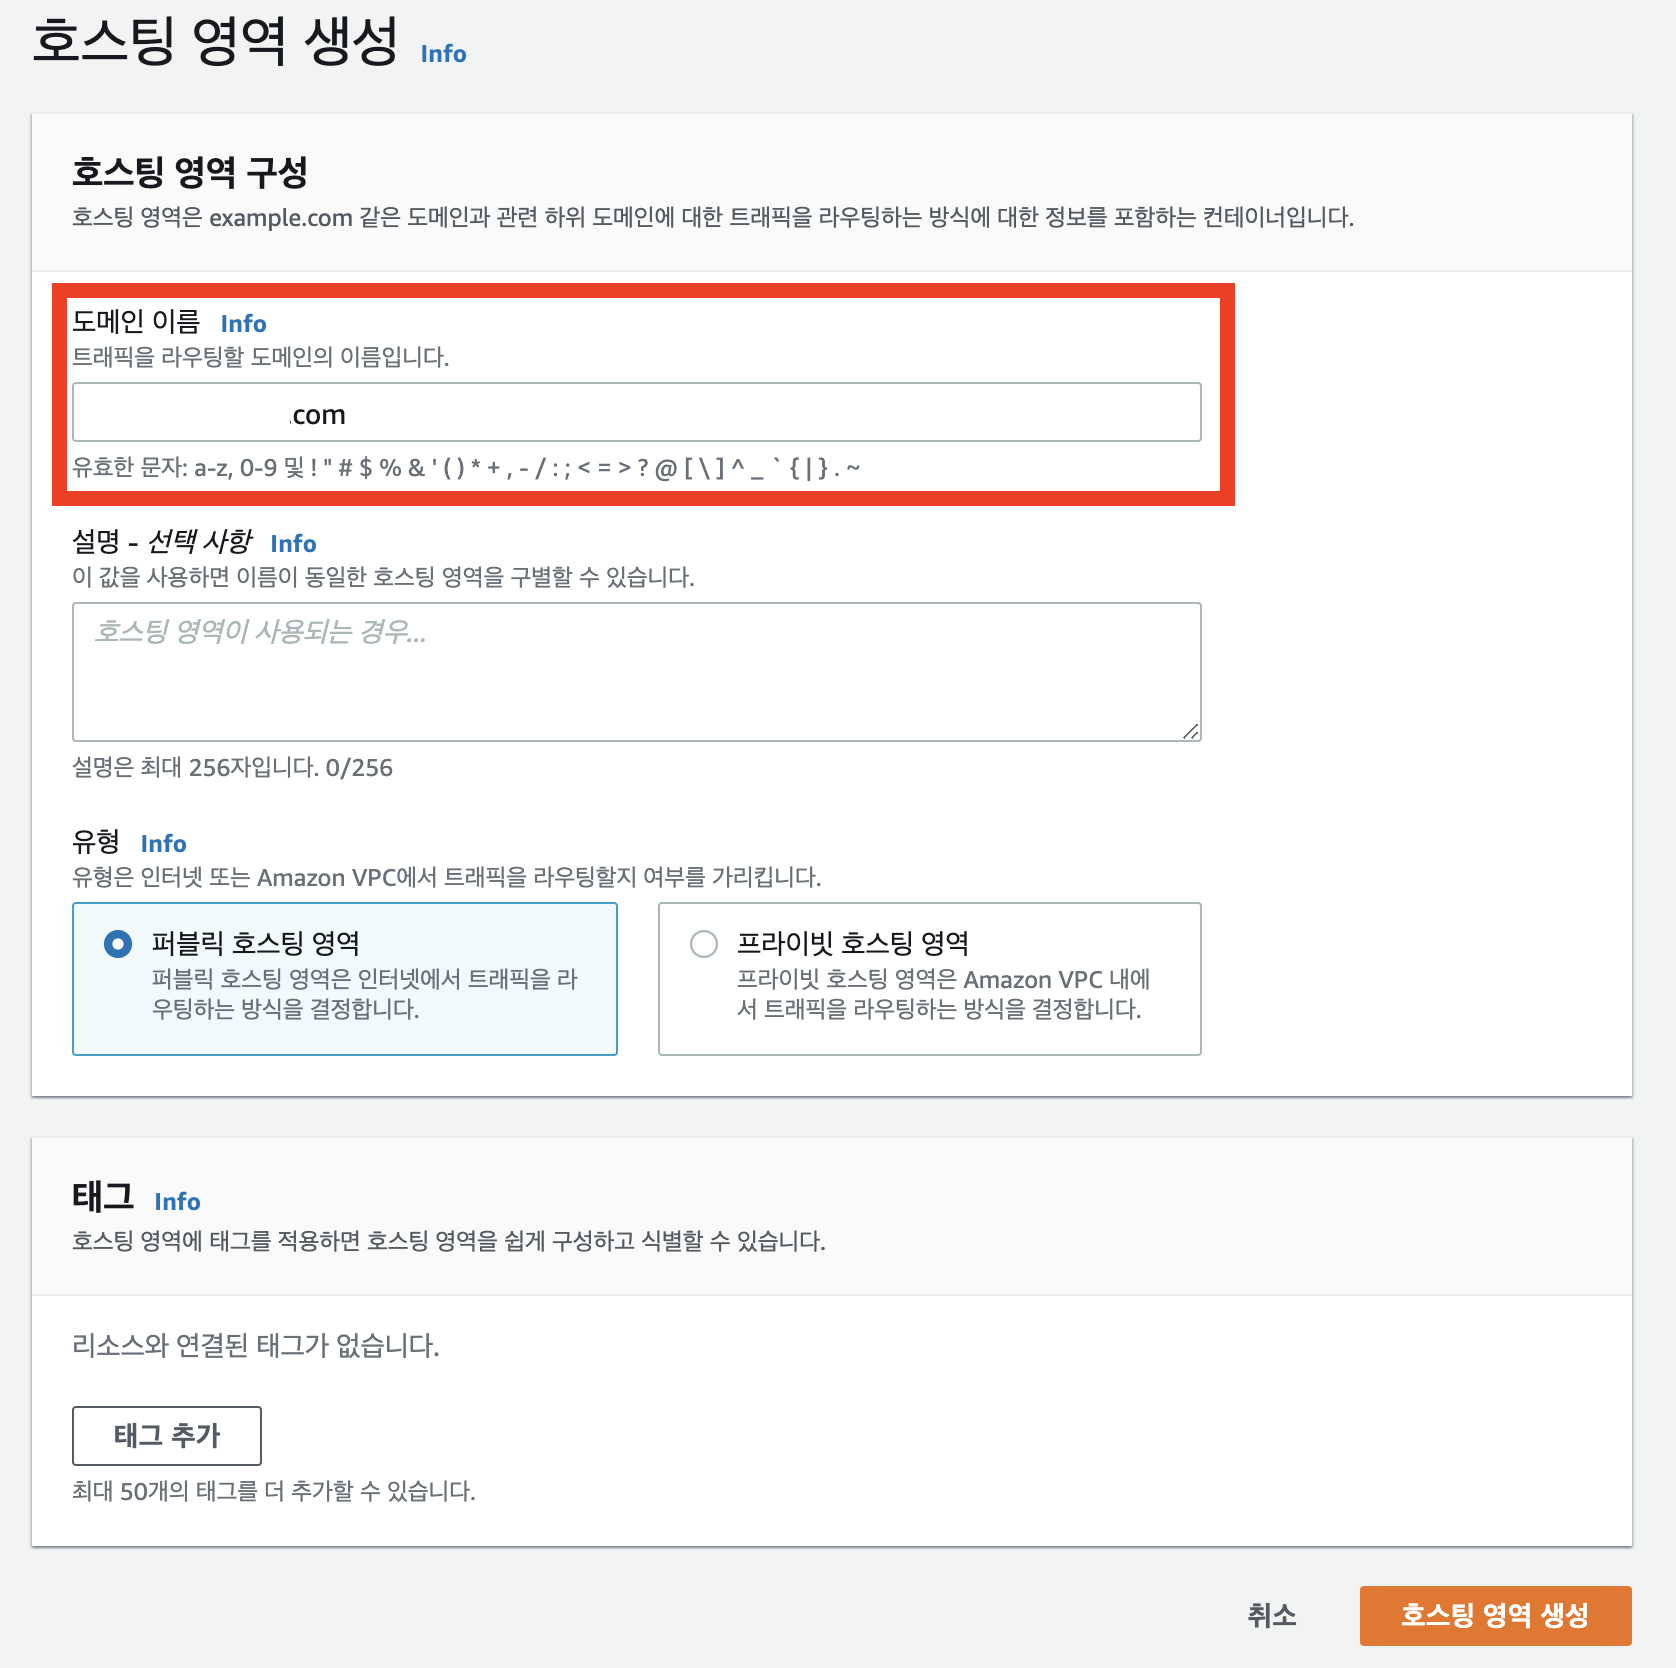 호스팅 영역 생성 Info
호스팅 영역 구성
호스팅 영역은 example.com 같은 도메인과 관련 하위 도메인에 대한 트래픽을 라우팅하는 방식에 대한 정보를 포함하는 컨테이너입니다.
도메인 이름 Info
트래픽을 라우팅할 도메인의 이름입니다.
.com
유효한 문자: a-z, 0-9 및 ! " # $ % & ' ( ) * + , - / : ; < = > ? @ [ \ ] ^ _ ` { | } . ~
설명 - 선택 사항 Info
이 값을 사용하면 이름이 동일한 호스팅 영역을 구별할 수 있습니다.
호스팅 영역이 사용되는 경우...
설명은 최대 256자입니다. 0/256
유형 Info
유형은 인터넷 또는 Amazon VPC에서 트래픽을 라우팅할지 여부를 가리킵니다.
퍼블릭 호스팅 영역
퍼블릭 호스팅 영역은 인터넷에서 트래픽을 라
우팅하는 방식을 결정합니다.
프라이빗 호스팅 영역
프라이빗 호스팅 영역은 Amazon VPC 내에
서 트래픽을 라우팅하는 방식을 결정합니다.
태그 Info
호스팅 영역에 태그를 적용하면 호스팅 영역을 쉽게 구성하고 식별할 수 있습니다.
리소스와 연결된 태그가 없습니다.
태그 추가
최대 50개의 태그를 더 추가할 수 있습니다.
취소
호스팅 영역 생성